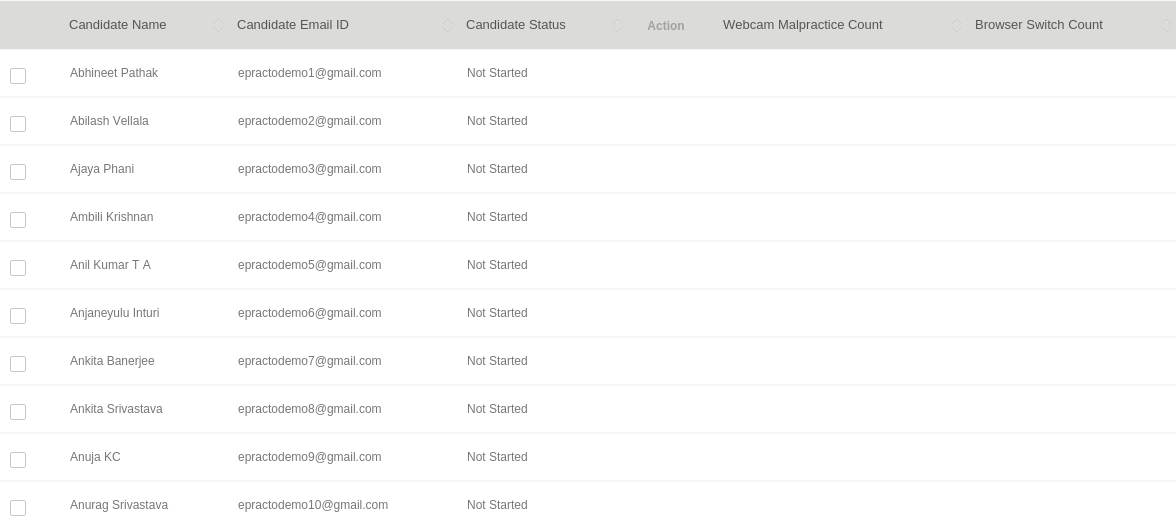 Candidate Name Candidate Email ID Candidate Status Action Webcam Malpractice Count Browser Switch Count
Abhineet Pathak epractodemo1@gmail.com Not Started
Abilash Vellala epractodemo2@gmail.com Not Started
Ajaya Phani epractodemo3@gmail.com Not Started
Ambili Krishnan epractodemo4@gmail.com Not Started
Anil Kumar T A epractodemo5@gmail.com Not Started
Anjaneyulu Inturi epractodemo6@gmail.com Not Started
Ankita Banerjee epractodemo7@gmail.com Not Started
Ankita Srivastava epractodemo8@gmail.com Not Started
Anuja KC epractodemo9@gmail.com Not Started
Anurag Srivastava epractodemo10@gmail.com Not Started